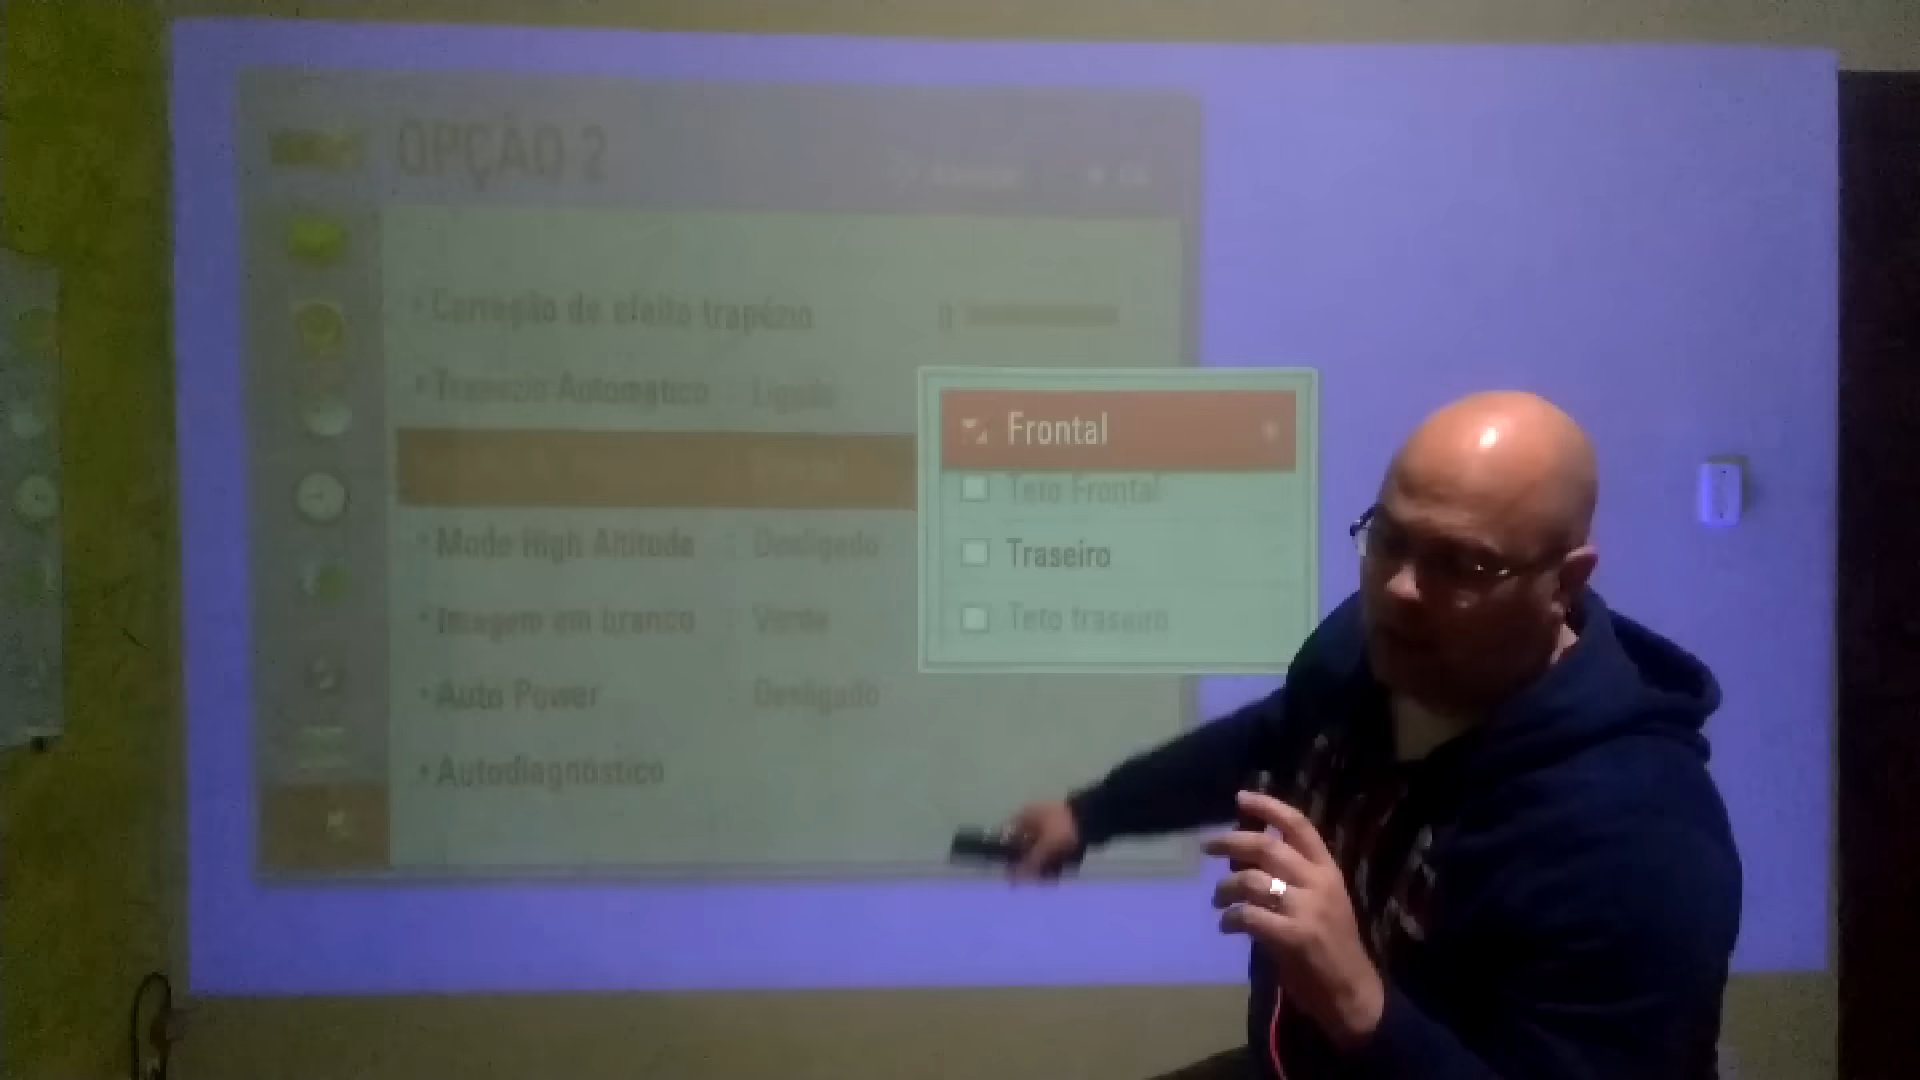 OPÇÃO 2
• Correção de efeito trapézio 0
• Trapézio Automático : Ligado
Frontal
Teto Frontal
• Mode High Altitude : Desligado
Traseiro
• Imagem em branco : Verde
Teto traseiro
• Auto Power : Desligado
• Autodiagnóstico